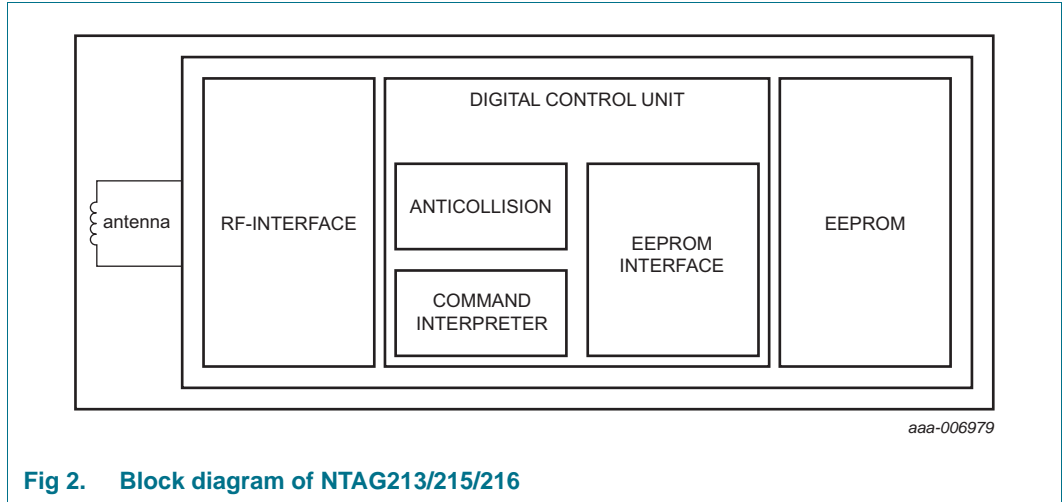 DIGITAL CONTROL UNIT
antenna
RF-INTERFACE
ANTICOLLISION
COMMAND
INTERPRETER
EEPROM
INTERFACE
EEPROM
aaa-006979
Fig 2. Block diagram of NTAG213/215/216